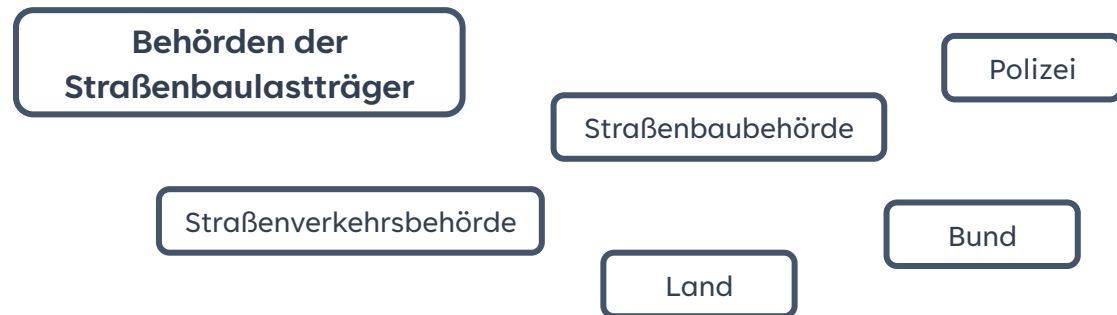 Behörden der
Straßenbaulastträger
Polizei
Straßenbaubehörde
Straßenverkehrsbehörde
Bund
Land